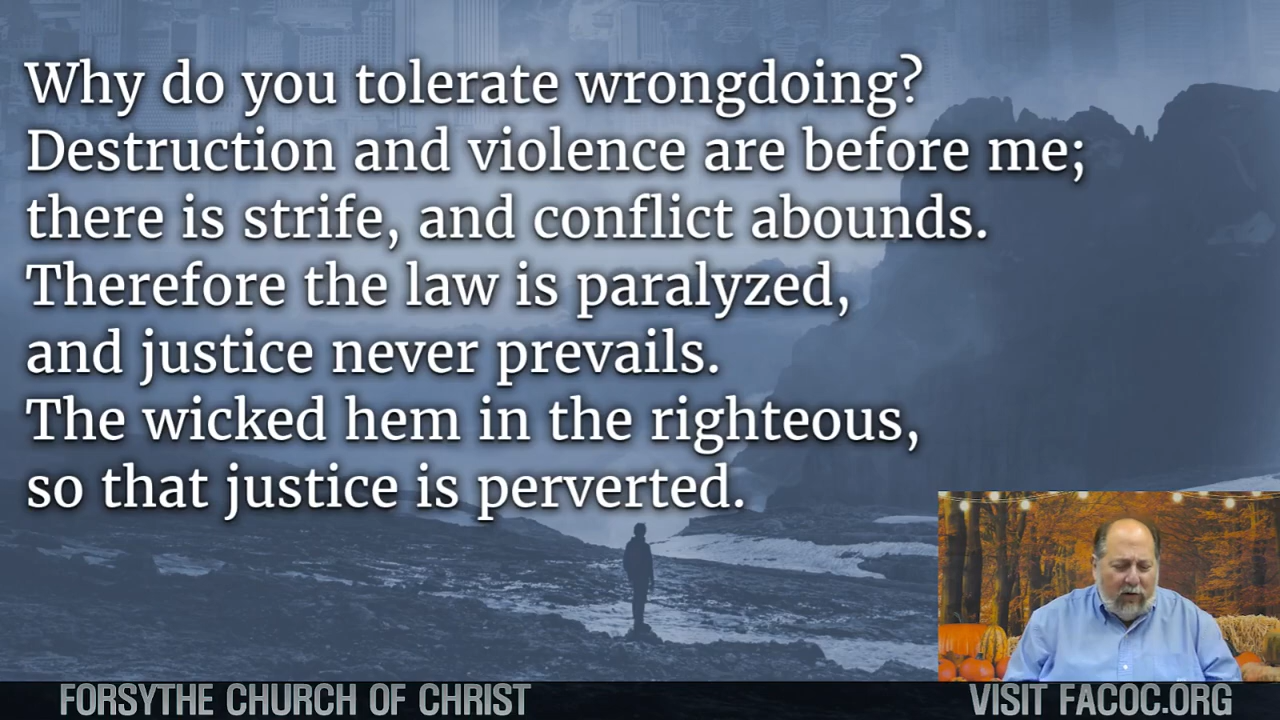 Why do you tolerate wrongdoing?
Destruction and violence are before me;
there is strife, and conflict abounds.
Therefore the law is paralyzed,
and justice never prevails.
The wicked hem in the righteous,
so that justice is perverted.
FORSYTHE CHURCH OF CHRIST
VISIT FACOC.ORG